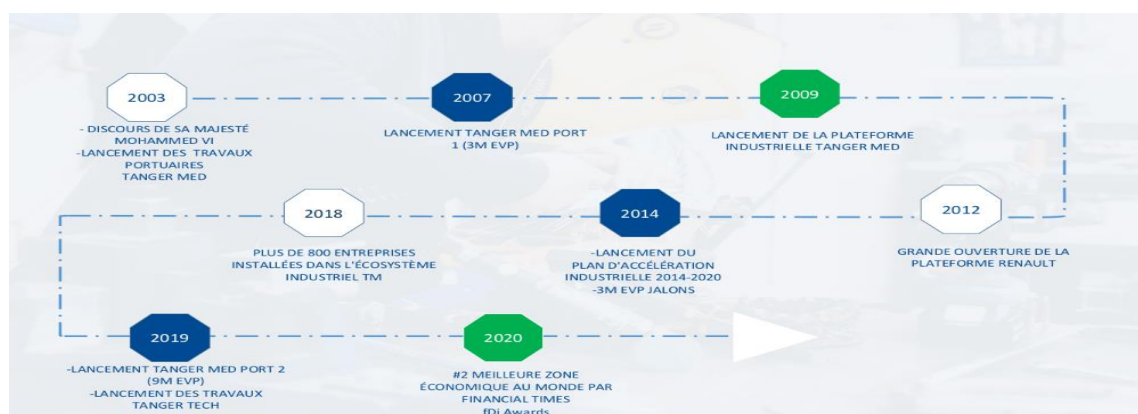 2003
- DISCOURS DE SA MAJESTÉ
MOHAMMED VI
-LANCEMENT DES TRAVAUX
PORTUAIRES
TANGER MED
2007
LANCEMENT TANGER MED PORT
1 (3M EVP)
2009
LANCEMENT DE LA PLATEFORME
INDUSTRIELLE TANGER MED
2012
GRANDE OUVERTURE DE LA
PLATEFORME RENAULT
2014
-LANCEMENT DU
PLAN D'ACCÉLÉRATION
INDUSTRIELLE 2014-2020
-3M EVP JALONS
2018
PLUS DE 800 ENTREPRISES
INSTALLÉES DANS L'ÉCOSYSTÈME
INDUSTRIEL TM
2019
-LANCEMENT TANGER MED PORT 2
(9M EVP)
-LANCEMENT DES TRAVAUX
TANGER TECH
2020
#2 MEILLEURE ZONE
ÉCONOMIQUE AU MONDE PAR
FINANCIAL TIMES
fDi Awards